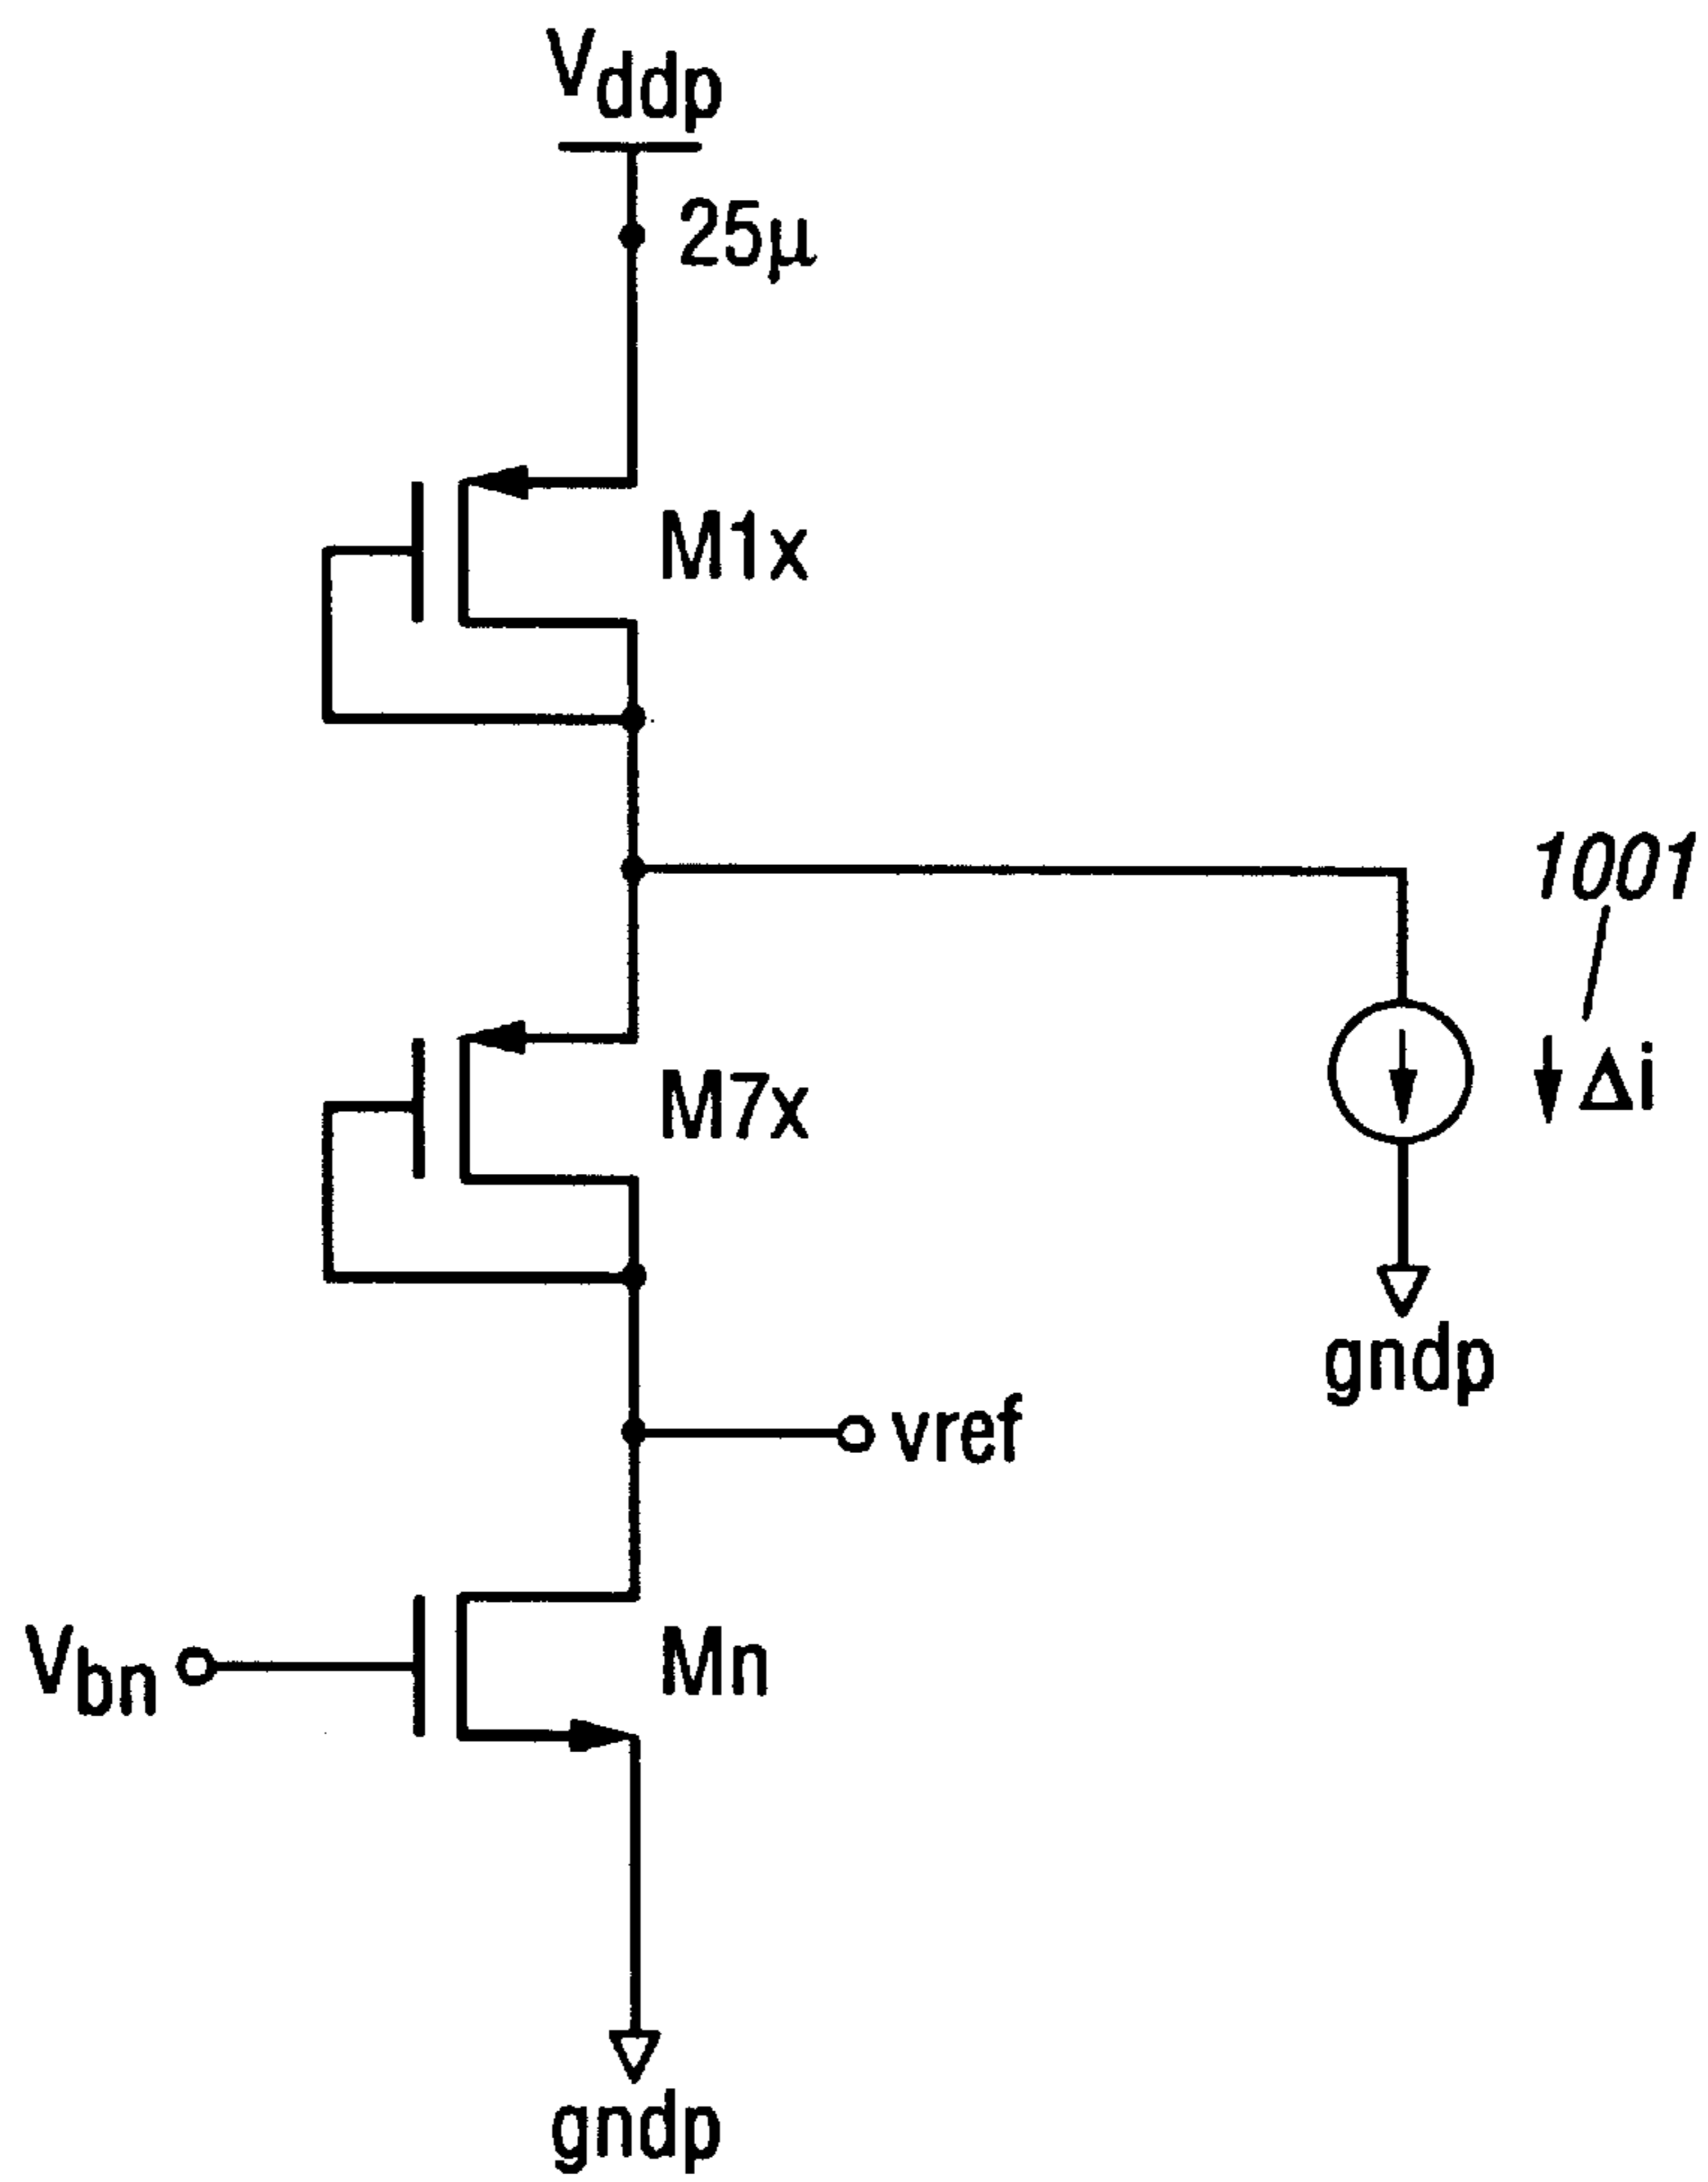 Vddp
25μ
M1x
1001
M7x
Δi
gndp
vref
Vbn
Mn
gndp